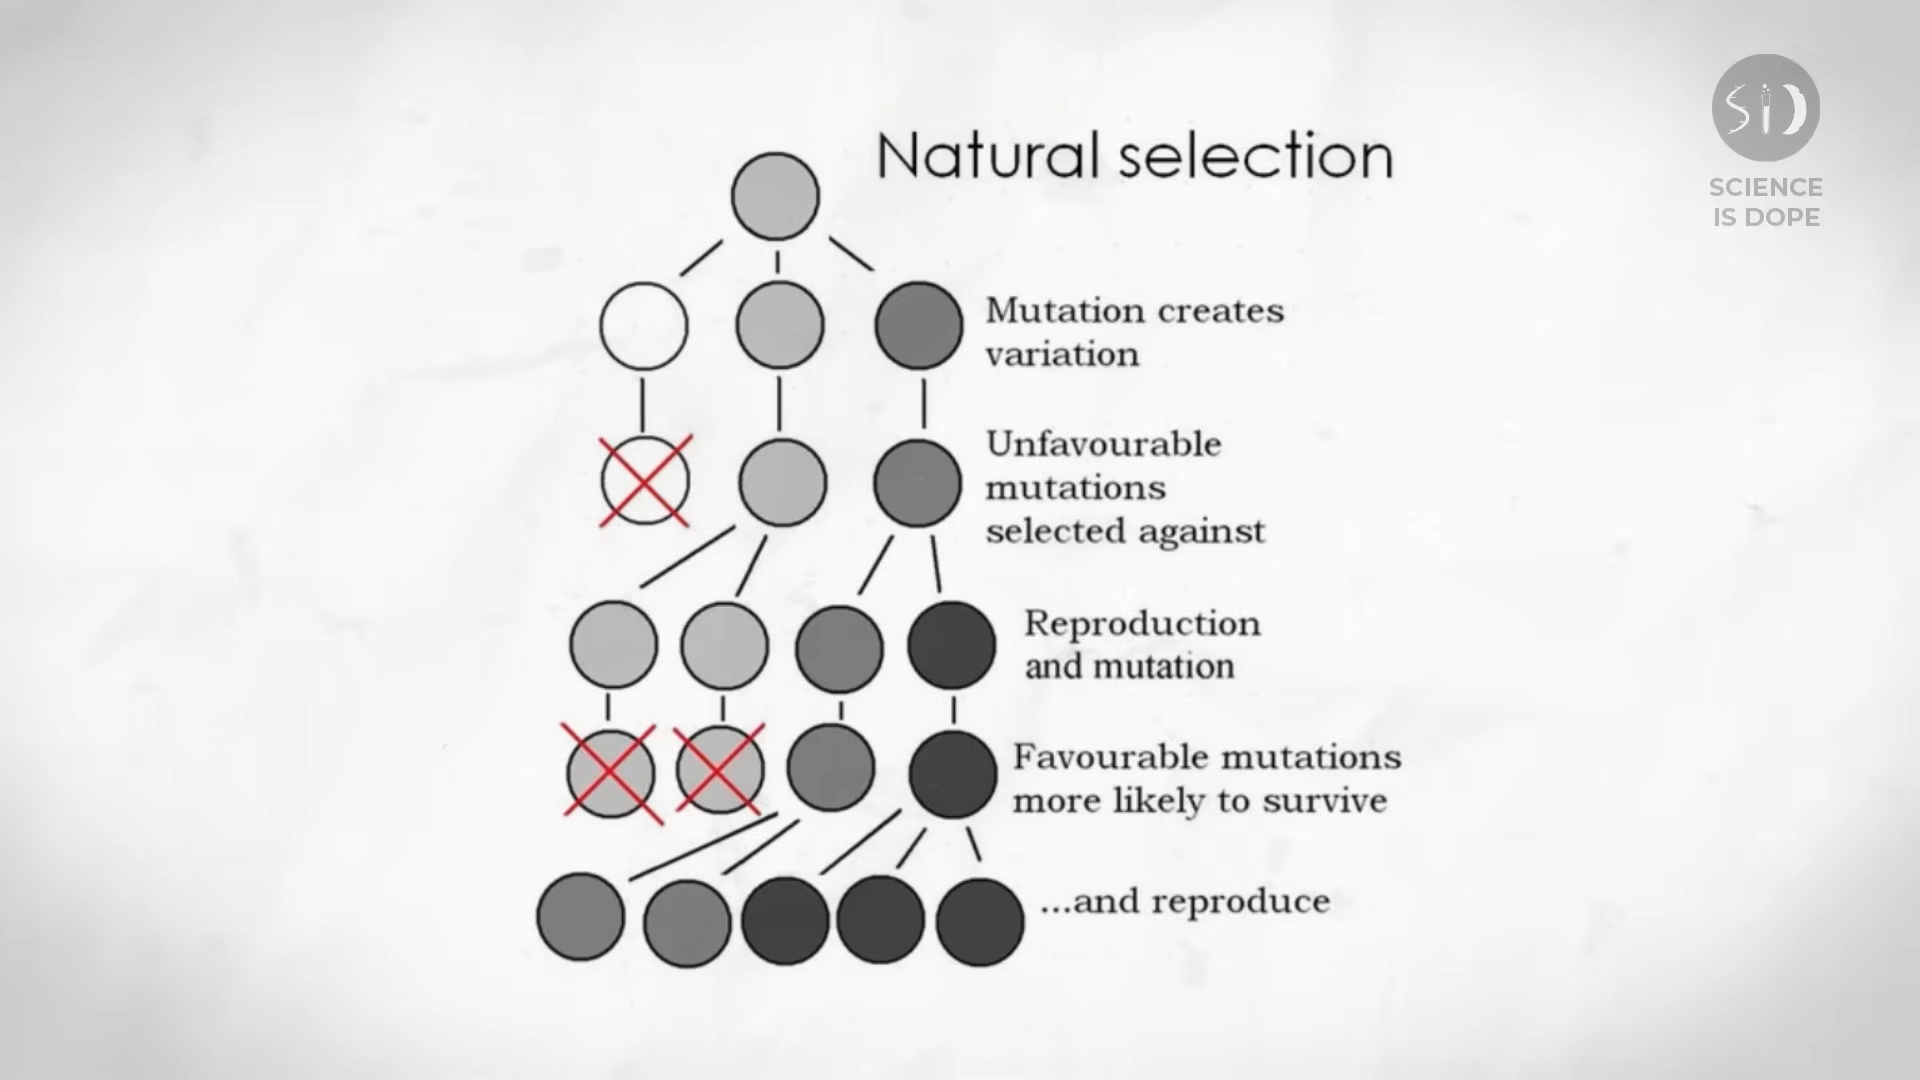 Natural selection
SiD
SCIENCE
IS DOPE
Mutation creates
variation
Unfavourable
mutations
selected against
Reproduction
and mutation
Favourable mutations
more likely to survive
...and reproduce